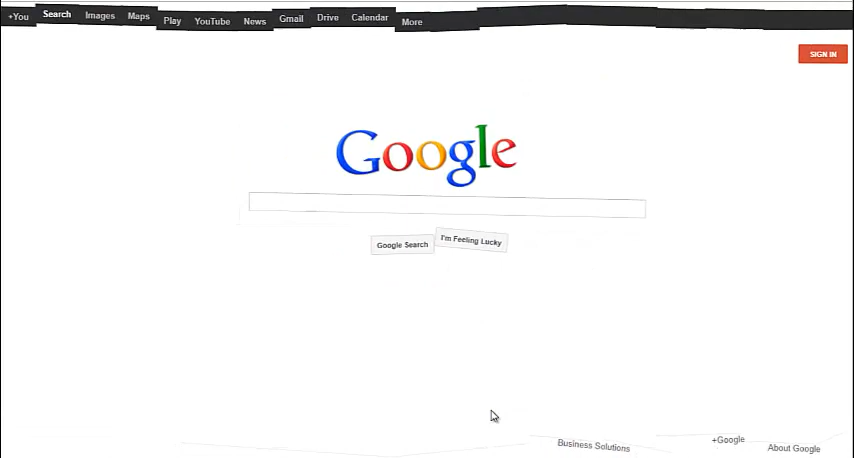 +You Search Images Maps Play YouTube News Gmail Drive Calendar More
SIGN IN
Google
Google Search I'm Feeling Lucky
Business Solutions +Google About Google